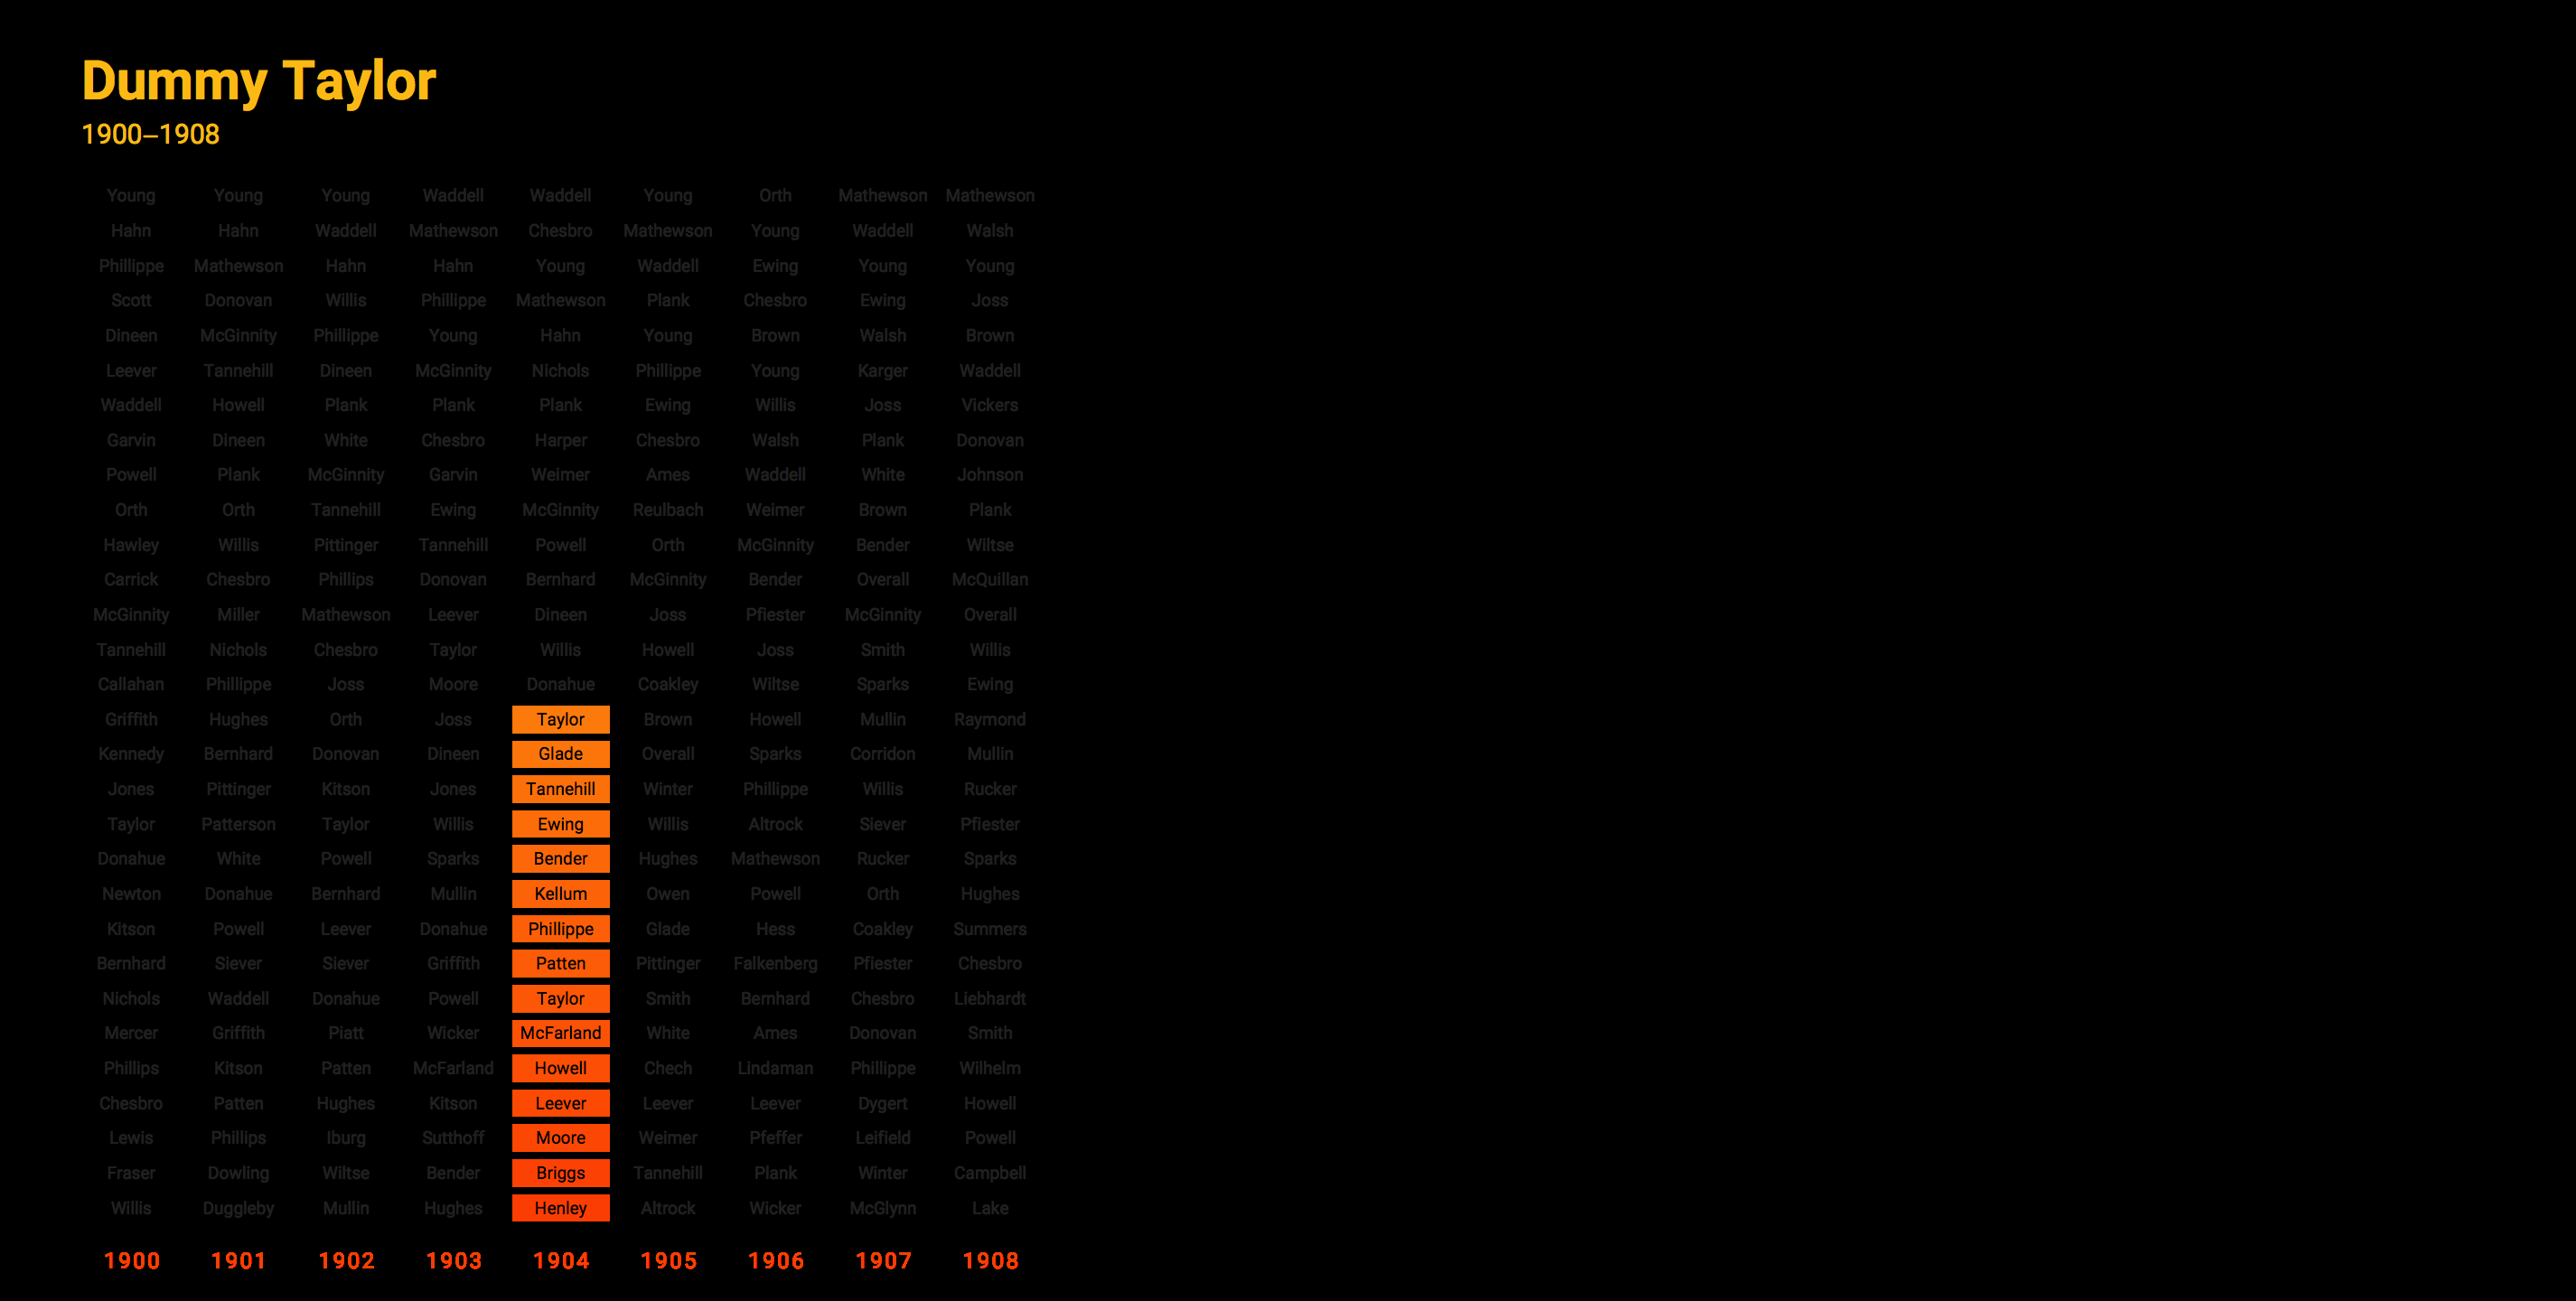 Dummy Taylor
1900–1908
Young Young Young Waddell Waddell Young Orth Mathewson Mathewson
Hahn Hahn Waddell Mathewson Chesbro Mathewson Young Waddell Walsh
Phillippe Mathewson Hahn Hahn Young Waddell Ewing Young Young
Scott Donovan Willis Phillippe Mathewson Plank Chesbro Ewing Joss
Dineen McGinnity Phillippe Young Hahn Young Brown Walsh Brown
Leever Tannehill Dineen McGinnity Nichols Phillippe Young Karger Waddell
Waddell Howell Plank Plank Plank Ewing Willis Joss Vickers
Garvin Dineen White Chesbro Harper Chesbro Walsh Plank Donovan
Powell Plank McGinnity Garvin Weimer Ames Waddell White Johnson
Orth Orth Tannehill Ewing McGinnity Reulbach Weimer Brown Plank
Hawley Willis Pittinger Tannehill Powell Orth McGinnity Bender Wiltse
Carrick Chesbro Phillips Donovan Bernhard McGinnity Bender Overall McQuillan
McGinnity Miller Mathewson Leever Dineen Joss Pfiester McGinnity Overall
Tannehill Nichols Chesbro Taylor Willis Howell Joss Smith Willis
Callahan Phillippe Joss Moore Donahue Coakley Wiltse Sparks Ewing
Griffith Hughes Orth Joss Taylor Brown Howell Mullin Raymond
Kennedy Bernhard Donovan Dineen Glade Overall Sparks Corridon Mullin
Jones Pittinger Kitson Jones Tannehill Winter Phillippe Willis Rucker
Taylor Patterson Taylor Willis Ewing Willis Altrock Siever Pfiester
Donahue White Powell Sparks Bender Hughes Mathewson Rucker Sparks
Newton Donahue Bernhard Mullin Kellum Owen Powell Orth Hughes
Kitson Powell Leever Donahue Phillippe Glade Hess Coakley Summers
Bernhard Siever Siever Griffith Patten Pittinger Falkenberg Pfiester Chesbro
Nichols Waddell Donahue Powell Taylor Smith Bernhard Chesbro Liebhardt
Mercer Griffith Piatt Wicker McFarland White Ames Donovan Smith
Phillips Kitson Patten McFarland Howell Chech Lindaman Phillippe Wilhelm
Chesbro Patten Hughes Kitson Leever Leever Leever Dygert Howell
Lewis Phillips Iburg Sutthoff Moore Weimer Pfeffer Leifield Powell
Fraser Dowling Wiltse Bender Briggs Tannehill Plank Winter Campbell
Willis Duggleby Mullin Hughes Henley Altrock Wicker McGlynn Lake
1900 1901 1902 1903 1904 1905 1906 1907 1908